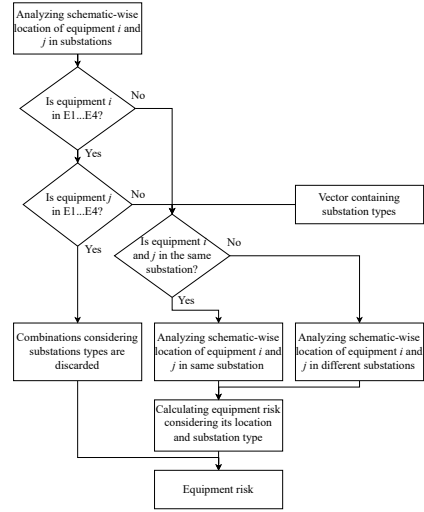 Analyzing schematic-wise
location of equipment i and
j in substations
Is equipment i
in E1...E4?
No
Yes
Is equipment j
in E1...E4?
No
Vector containing
substation types
Yes
Is equipment i
and j in the same
substation?
No
Yes
Combinations considering
substations types are
discarded
Analyzing schematic-wise
location of equipment i and
j in same substation
Analyzing schematic-wise
location of equipment i and
j in different substations
Calculating equipment risk
considering its location
and substation type
Equipment risk